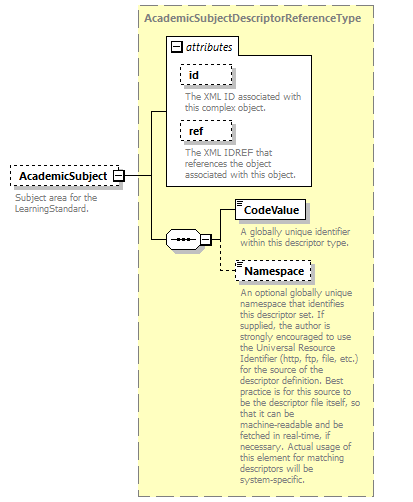 AcademicSubjectDescriptorReferenceType
attributes
id
The XML ID associated with
this complex object.
ref
The XML IDREF that
references the object
associated with this object.
AcademicSubject
Subject area for the
LearningStandard.
CodeValue
A globally unique identifier
within this descriptor type.
Namespace
An optional globally unique
namespace that identifies
this descriptor set. If
supplied, the author is
strongly encouraged to use
the Universal Resource
Identifier (http, ftp, file, etc.)
for the source of the
descriptor definition. Best
practice is for this source to
be the descriptor file itself, so
that it can be
machine-readable and be
fetched in real-time, if
necessary. Actual usage of
this element for matching
descriptors will be
system-specific.